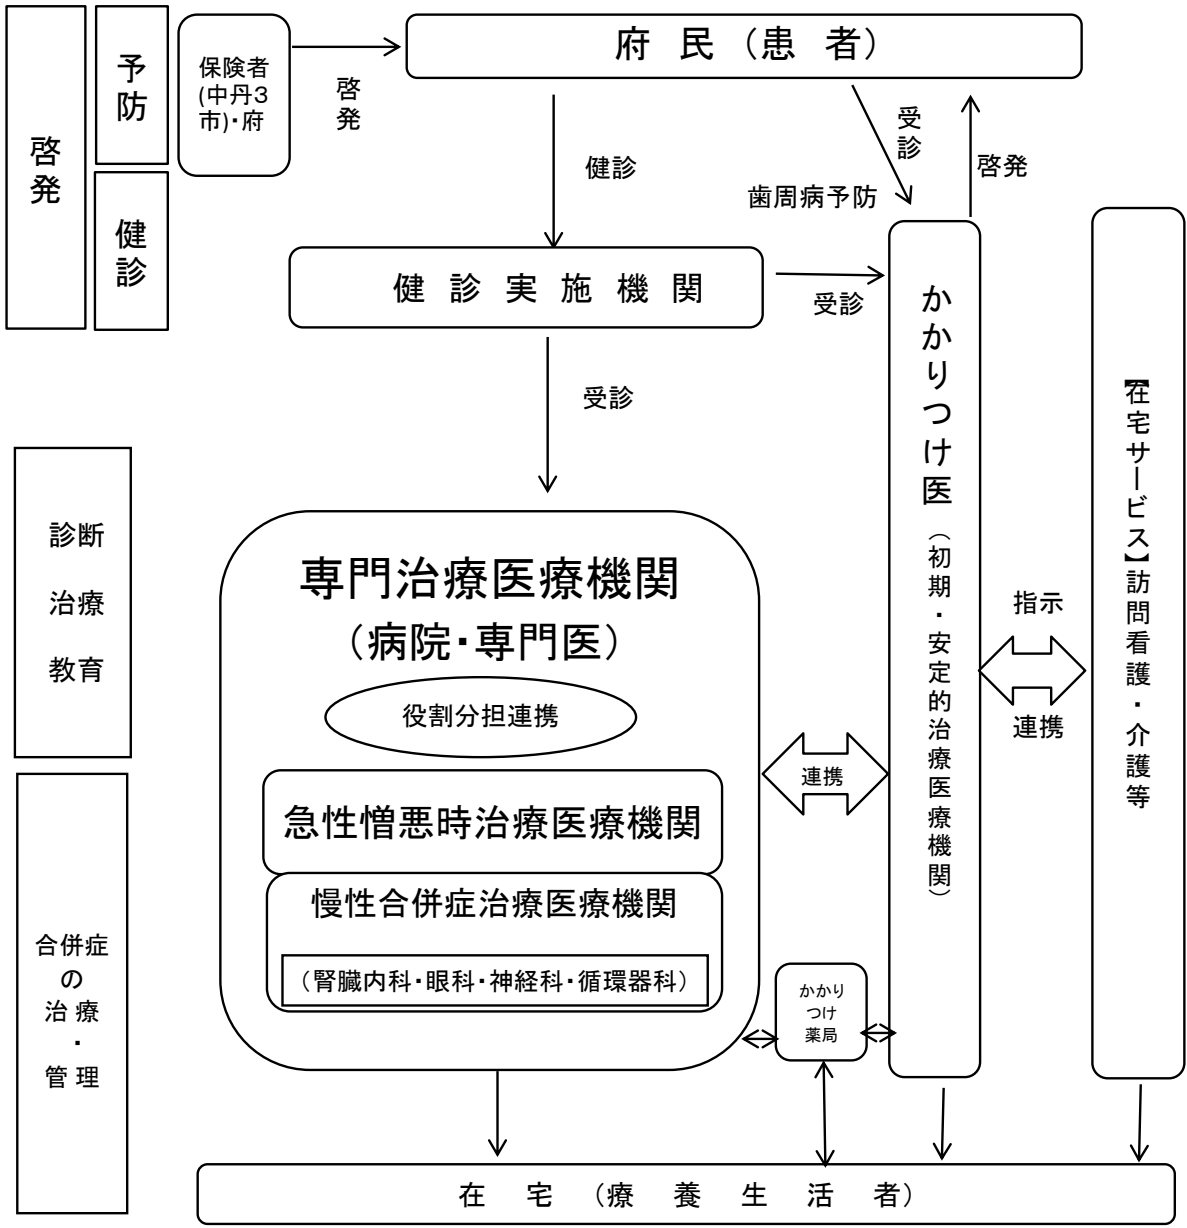 啓発
予防
健診
保険者
(中丹3
市)・府
啓発
府 民 （患 者）
健診
受診
啓発
歯周病予防
健 診 実 施 機 関
受診
受診
かかりつけ医（初期・安定的治療医療機関）
【在宅サービス】訪問看護・介護等
診断
治療
教育
専門治療医療機関
（病院・専門医）
役割分担連携
急性憎悪時治療医療機関
慢性合併症治療医療機関
（腎臓内科・眼科・神経科・循環器科）
連携
指示
連携
合併症
の
治 療
・
管 理
かかり
つけ
薬局
在 宅 （療 養 生 活 者）